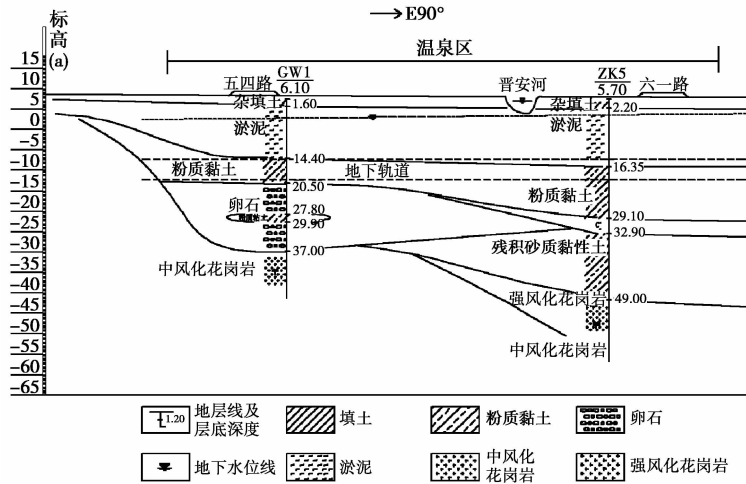 →E90°
标高(a)
温泉区
五四路
GW1
6.10
晋安河
ZK5
5.70
六一路
15
10
5
0
-5
-10
-15
-20
-25
-30
-35
-40
-45
-50
-55
-60
-65
杂填土
1.60
杂填土
2.20
淤泥
淤泥
14.40
16.35
粉质黏土
地下轨道
20.50
粉质黏土
卵石
27.80
29.90
29.10
32.90
残积砂质黏性土
37.00
中风化花岗岩
强风化花岗岩
49.00
中风化花岗岩
1.20
地层线及
层底深度
填土
粉质黏土
卵石
地下水位线
淤泥
中风化
花岗岩
强风化花岗岩